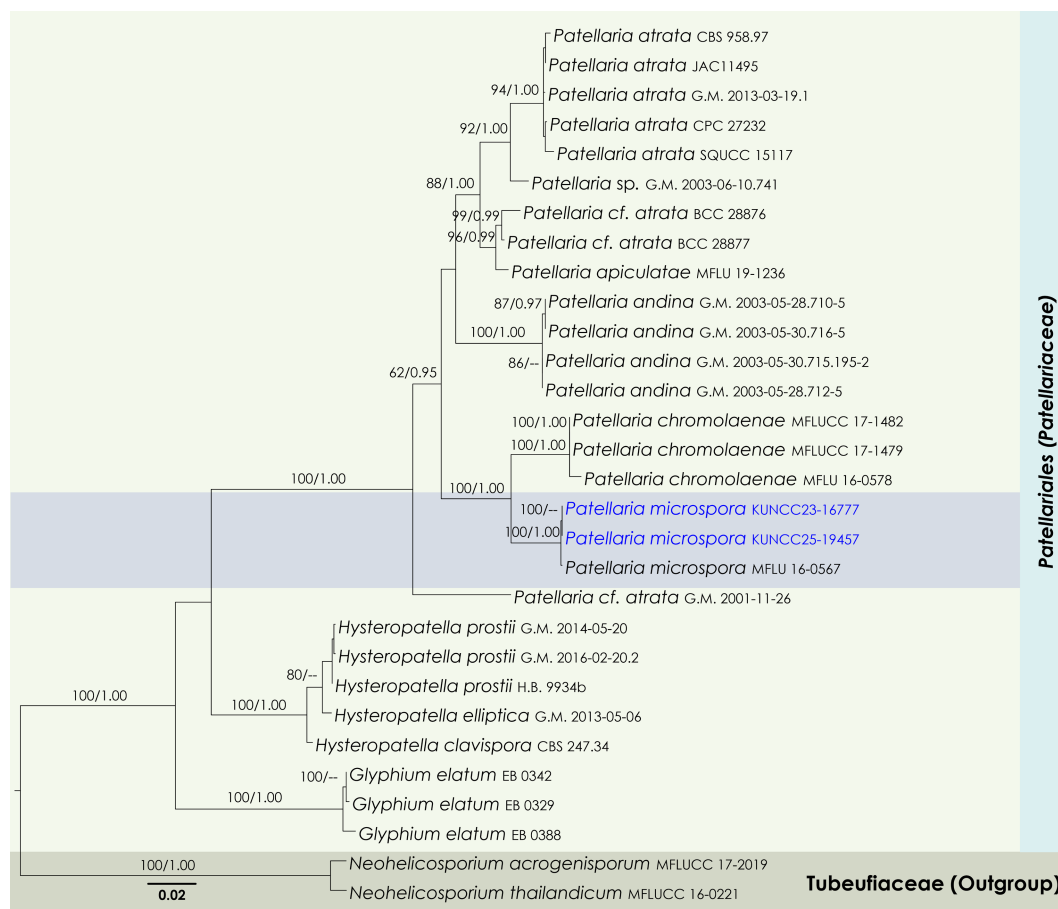 Patellaria atrata CBS 958.97
Patellaria atrata JAC11495
94/1.00
Patellaria atrata G.M. 2013-03-19.1
92/1.00
Patellaria atrata CPC 27232
Patellaria atrata SQUCC 15117
88/1.00
Patellaria sp. G.M. 2003-06-10.741
99/0.99
Patellaria cf. atrata BCC 28876
96/0.99
Patellaria cf. atrata BCC 28877
Patellaria apiculatae MFLU 19-1236
87/0.97
Patellaria andina G.M. 2003-05-28.710-5
100/1.00
Patellaria andina G.M. 2003-05-30.716-5
86/--
Patellaria andina G.M. 2003-05-30.715.195-2
62/0.95
Patellaria andina G.M. 2003-05-28.712-5
100/1.00
Patellaria chromolaenae MFLUCC 17-1482
100/1.00
Patellaria chromolaenae MFLUCC 17-1479
Patellaria chromolaenae MFLU 16-0578
100/1.00
100/1.00
100/--
Patellaria microspora KUNCC23-16777
100/1.00
Patellaria microspora KUNCC25-19457
Patellaria microspora MFLU 16-0567
Patellaria cf. atrata G.M. 2001-11-26
Hysteropatella prostii G.M. 2014-05-20
Hysteropatella prostii G.M. 2016-02-20.2
80/--
Hysteropatella prostii H.B. 9934b
100/1.00
100/1.00
Hysteropatella elliptica G.M. 2013-05-06
Hysteropatella clavispora CBS 247.34
100/--
Glyphium elatum EB 0342
100/1.00
Glyphium elatum EB 0329
Glyphium elatum EB 0388
Patellariales (Patellariaceae)
100/1.00
Neohelicosporium acrogenisporum MFLUCC 17-2019
0.02
Neohelicosporium thailandicum MFLUCC 16-0221
Tubeufiaceae (Outgroup)